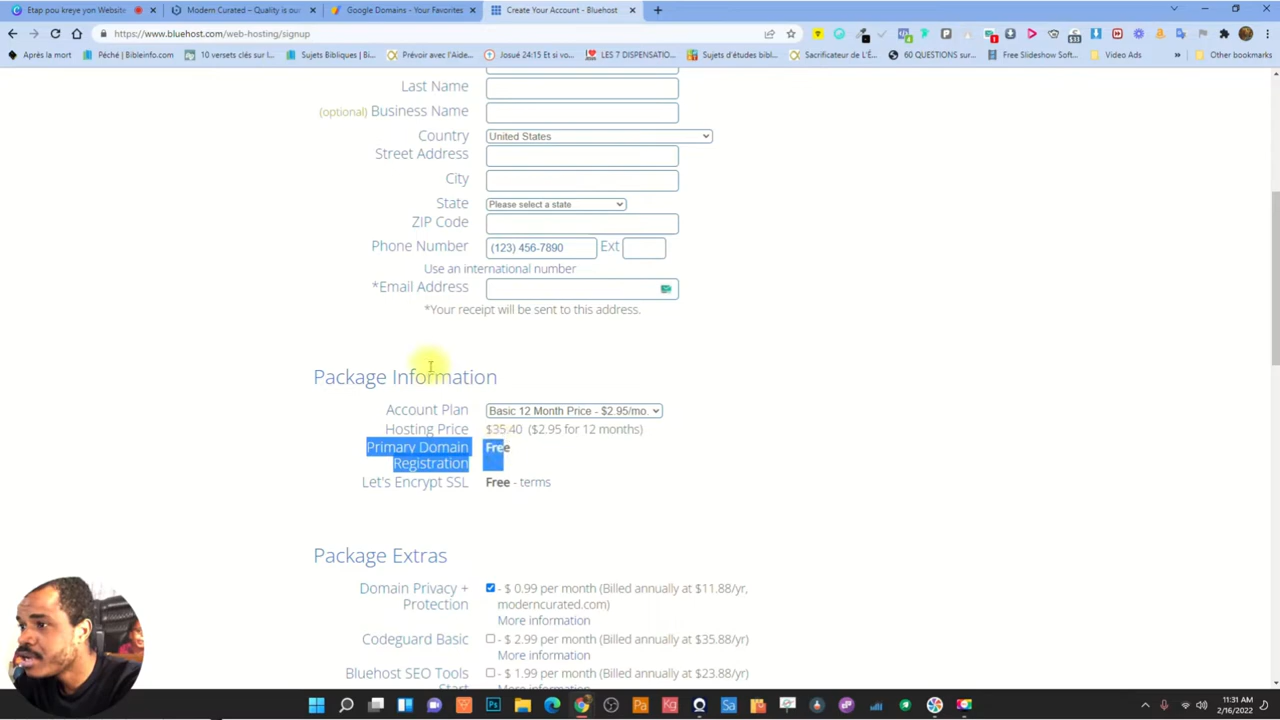 Etap pou kreye yon Website
Modern Curated – Quality is our
Google Domains - Your Favorites
Create Your Account - Bluehost
https://www.bluehost.com/web-hosting/signup
Après la mort
Péché | Bibleinfo.com
10 versets clés sur l...
Sujets Bibliques | Bi...
Prévoir avec l'Aide...
Josué 24:15 Et si vo...
LES 7 DISPENSATIO...
Sacrificateur de L'É...
Sujets d'études bibl...
60 QUESTIONS sur...
Free Slideshow Soft...
Video Ads
»
Other bookmarks
Last Name
(optional) Business Name
Country United States
Street Address
City
State Please select a state
ZIP Code
Phone Number (123) 456-7890 Ext
Use an international number
*Email Address
*Your receipt will be sent to this address.
Package Information
Account Plan Basic 12 Month Price - $2.95/mo.
Hosting Price $35.40 ($2.95 for 12 months)
Primary Domain Free
Registration
Let's Encrypt SSL Free - terms
Package Extras
Domain Privacy + - $ 0.99 per month (Billed annually at $11.88/yr,
Protection moderncurated.com)
More information
Codeguard Basic - $ 2.99 per month (Billed annually at $35.88/yr)
More information
Bluehost SEO Tools - $ 1.99 per month (Billed annually at $23.88/yr)
Start More information
11:31 AM
2/16/2022